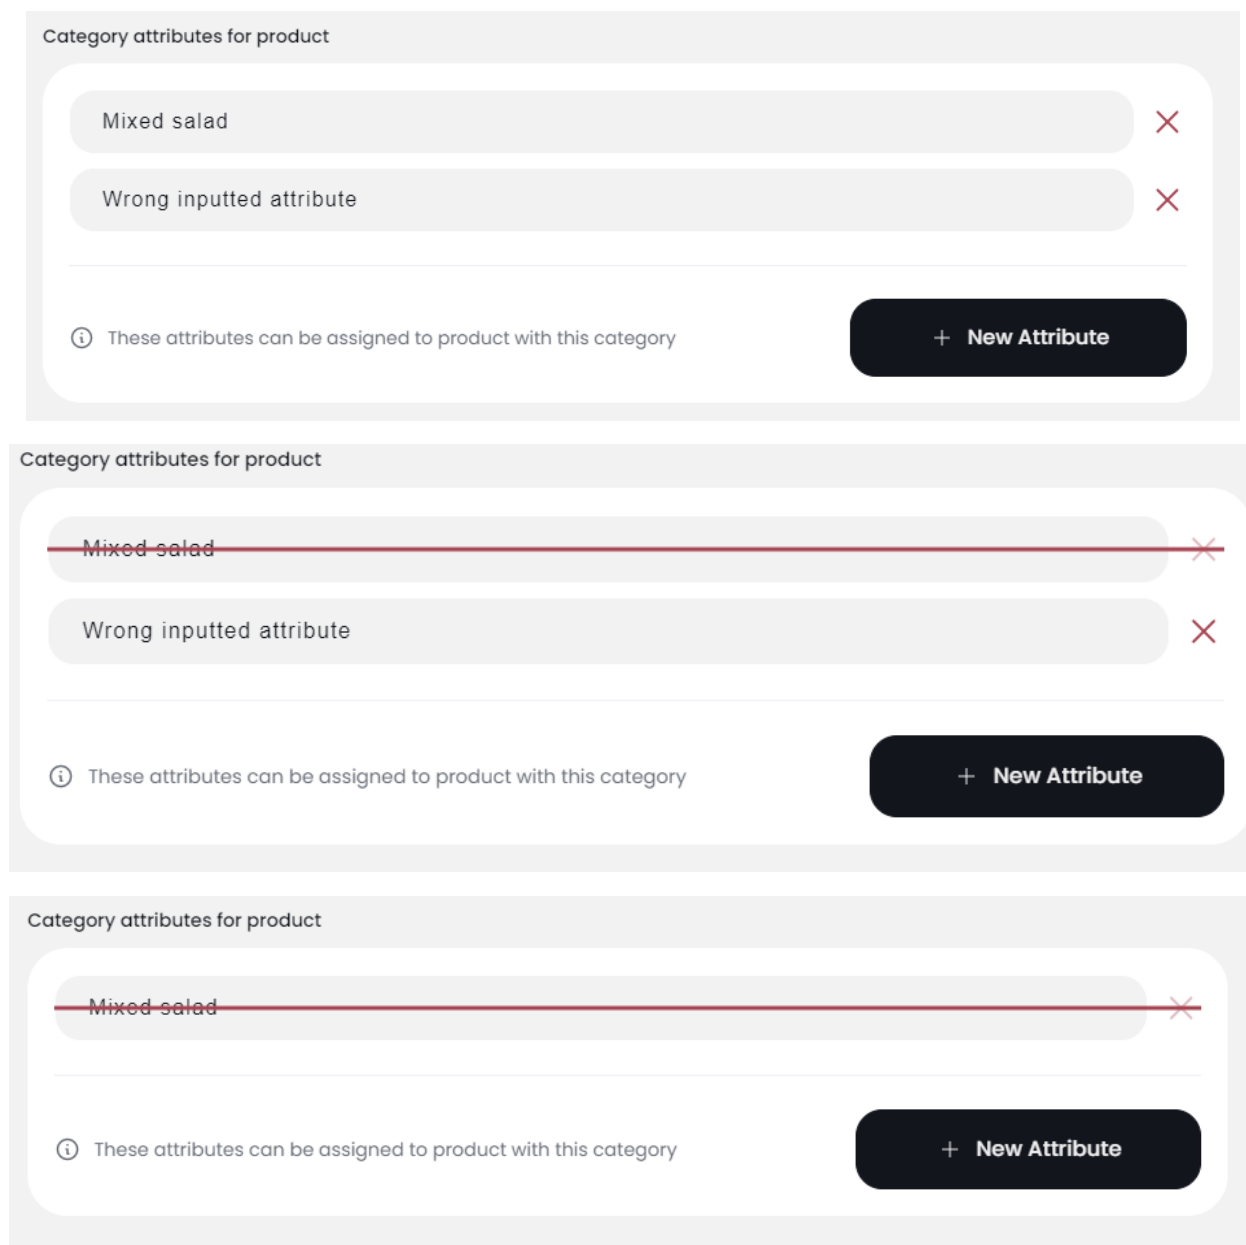 Category attributes for product
Mixed salad
Wrong inputted attribute
These attributes can be assigned to product with this category
+ New Attribute
Category attributes for product
Mixed salad
Wrong inputted attribute
These attributes can be assigned to product with this category
+ New Attribute
Category attributes for product
Mixed salad
These attributes can be assigned to product with this category
+ New Attribute